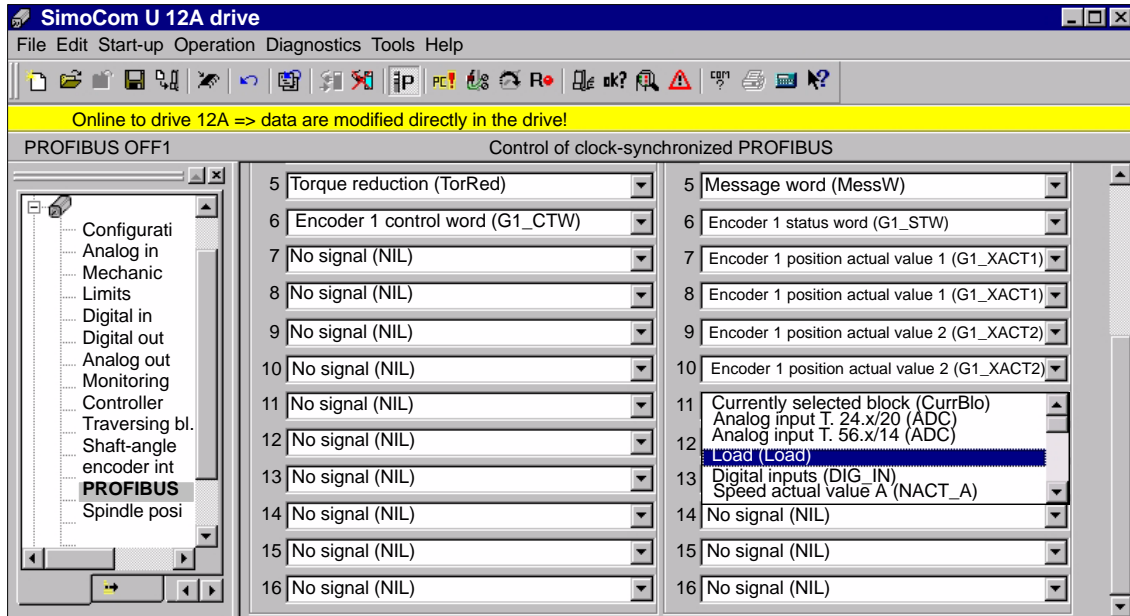 SimoCom U 12A drive
File Edit Start-up Operation Diagnostics Tools Help
P PC! R ok? ?
Online to drive 12A => data are modified directly in the drive!
PROFIBUS OFF1 Control of clock-synchronized PROFIBUS
Configurati
Analog in
Mechanic
Limits
Digital in
Digital out
Analog out
Monitoring
Controller
Traversing bl.
Shaft-angle
encoder int
PROFIBUS
Spindle posi
5 Torque reduction (TorRed)
6 Encoder 1 control word (G1_CTW)
7 No signal (NIL)
8 No signal (NIL)
9 No signal (NIL)
10 No signal (NIL)
11 No signal (NIL)
12 No signal (NIL)
13 No signal (NIL)
14 No signal (NIL)
15 No signal (NIL)
16 No signal (NIL)
5 Message word (MessW)
6 Encoder 1 status word (G1_STW)
7 Encoder 1 position actual value 1 (G1_XACT1)
8 Encoder 1 position actual value 1 (G1_XACT1)
9 Encoder 1 position actual value 2 (G1_XACT2)
10 Encoder 1 position actual value 2 (G1_XACT2)
11 Currently selected block (CurrBlo)
Analog input T. 24.x/20 (ADC)
Analog input T. 56.x/14 (ADC)
12
Load (Load)
13 Digital inputs (DIG_IN)
Speed actual value A (NACT_A)
14 No signal (NIL)
15 No signal (NIL)
16 No signal (NIL)